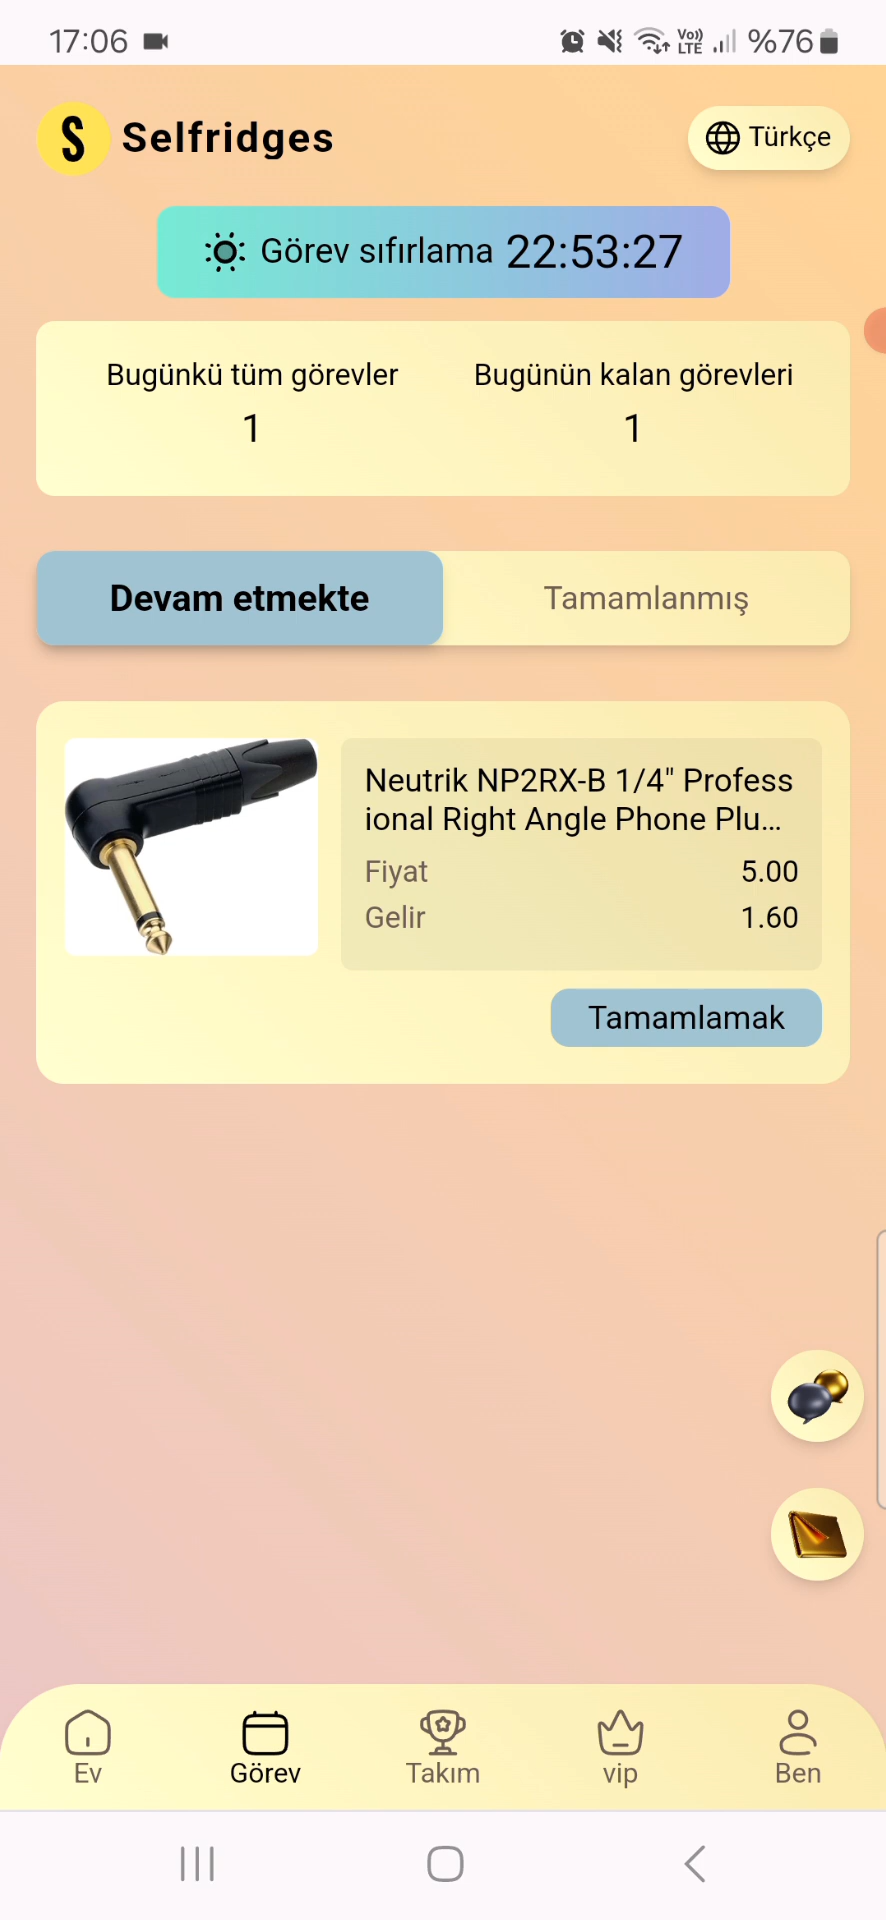 17:06
Vo)) LTE %76
S Selfridges
Türkçe
Görev sıfırlama 22:53:27
Bugünkü tüm görevler
1
Bugünün kalan görevleri
1
Devam etmekte
Tamamlanmış
Neutrik NP2RX-B 1/4" Profess
ional Right Angle Phone Plu...
Fiyat 5.00
Gelir 1.60
Tamamlamak
Ev
Görev
Takım
vip
Ben